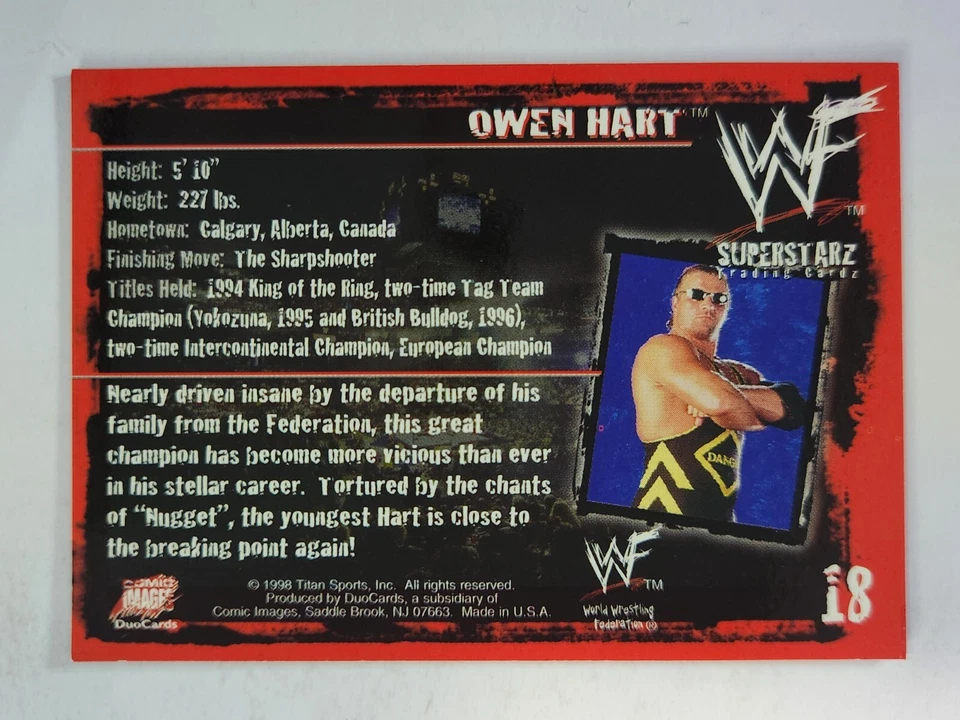 OWEN HART™
WF ™
SUPERSTARZ
Trading Cardz
Height: 5' 10"
Weight: 227 lbs.
Hometown: Calgary, Alberta, Canada
Finishing Move: The Sharpshooter
Titles Held: 1994 King of the Ring, two-time Tag Team
Champion (Yokozuna, 1995 and British Bulldog, 1996),
two-time Intercontinental Champion, European Champion
Nearly driven insane by the departure of his
family from the Federation, this great
champion has become more vicious than ever
in his stellar career. Tortured by the chants
of "Nugget", the youngest Hart is close to
the breaking point again!
COMIC
IMAGES
DuoCards
© 1998 Titan Sports, Inc. All rights reserved.
Produced by DuoCards, a subsidiary of
Comic Images, Saddle Brook, NJ 07663. Made in U.S.A.
WF ™
World Wrestling
Federation ®
18